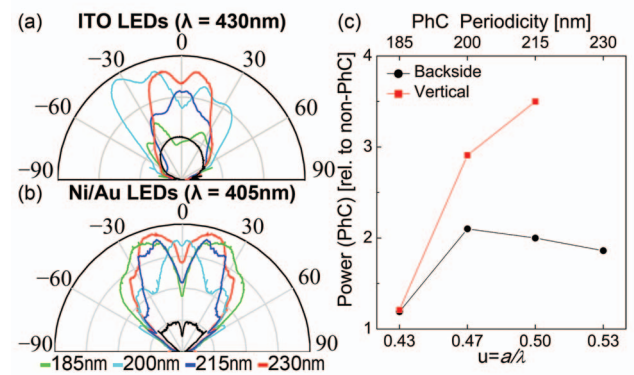 (a) ITO LEDs (λ = 430nm)
0
−30 30
−60 60
−90 90
(b) Ni/Au LEDs (λ = 405nm)
0
−30 30
−60 60
−90 90
185nm 200nm 215nm 230nm
(c) PhC Periodicity [nm]
185 200 215 230
Backside
Vertical
Power (PhC) [rel. to non-PhC]
4
3
2
1
0.43 0.47 0.50 0.53
u=a/λ